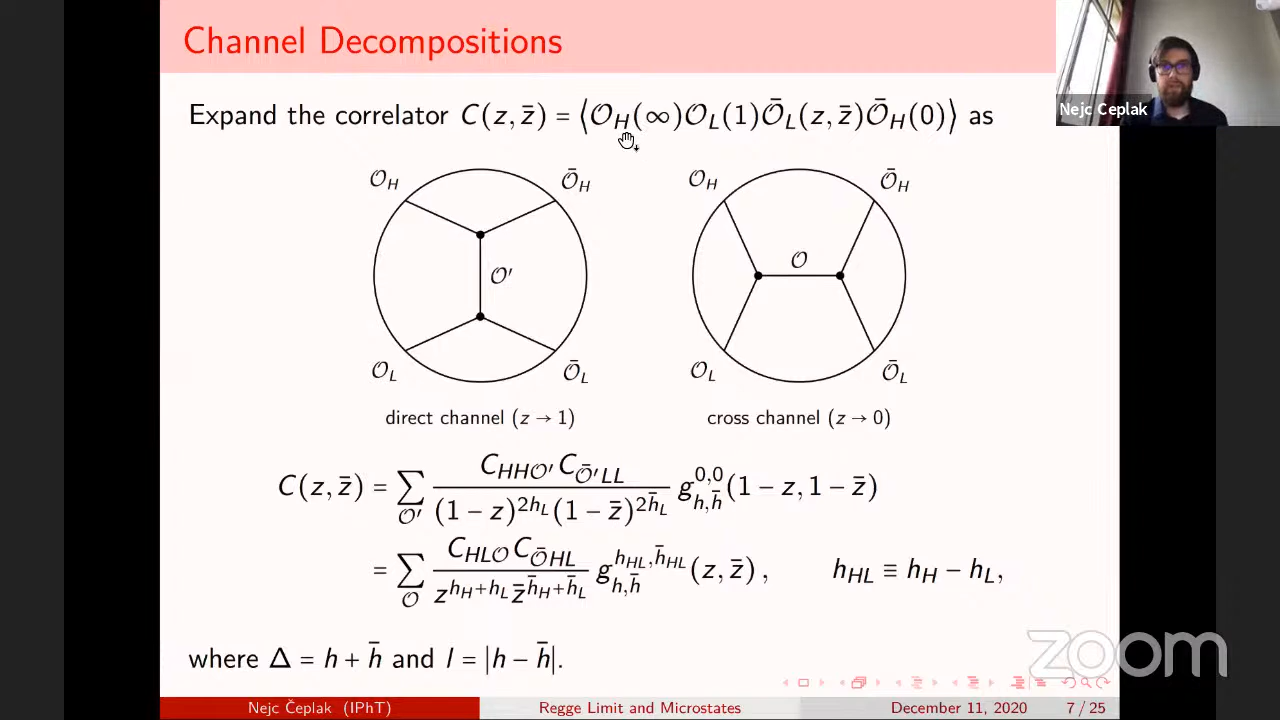 Channel Decompositions
Nejc Ceplak
Expand the correlator C(z, z̄) = ⟨𝒪_H(∞)𝒪_L(1)𝒪̄_L(z, z̄)𝒪̄_H(0)⟩ as
𝒪_H 𝒪̄_H 𝒪_H 𝒪̄_H
𝒪′ 𝒪
𝒪_L 𝒪̄_L 𝒪_L 𝒪̄_L
direct channel (z → 1) cross channel (z → 0)
C(z, z̄) = ∑_{𝒪′} \frac{C_{HH𝒪′} C_{𝒪̄′LL}}{(1 − z)^{2h_L}(1 − z̄)^{2h̄_L}} g^{0,0}_{h,h̄}(1 − z, 1 − z̄)
= ∑_{𝒪} \frac{C_{HL𝒪} C_{𝒪̄HL}}{z^{h_H+h_L} z̄^{h̄_H+h̄_L}} g^{h_{HL},h̄_{HL}}_{h,h̄}(z, z̄) , h_{HL} ≡ h_H − h_L,
where Δ = h + h̄ and l = |h − h̄|.
zoom
Nejc Čeplak (IPhT) Regge Limit and Microstates December 11, 2020 7 / 25